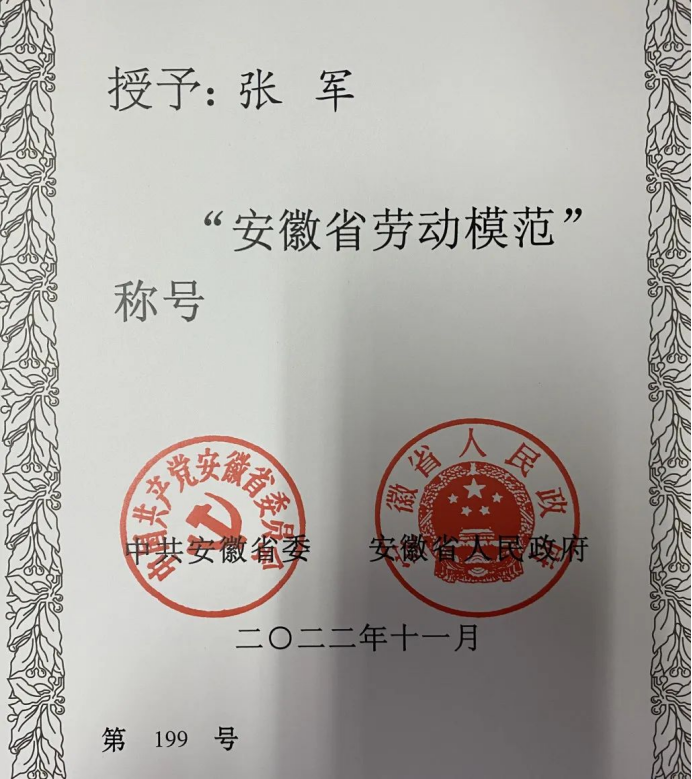 授予：张 军
“安徽省劳动模范”
称号
中国共产党安徽省委员会
安徽省人民政府
中共安徽省委 安徽省人民政府
二〇二二年十一月
第 199 号